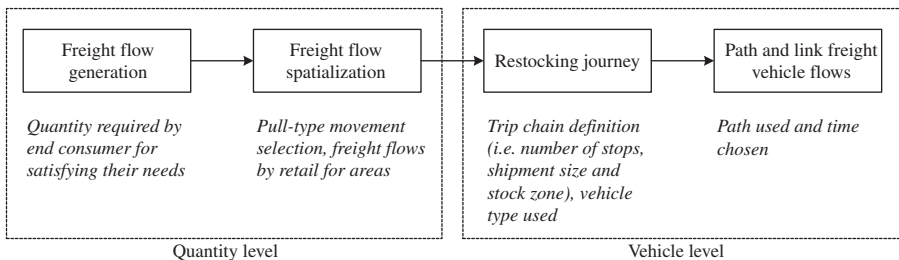 Freight flow
generation
Freight flow
spatialization
Restocking journey
Path and link freight
vehicle flows
Quantity required by
end consumer for
satisfying their needs
Pull-type movement
selection, freight flows
by retail for areas
Trip chain definition
(i.e. number of stops,
shipment size and
stock zone), vehicle
type used
Path used and time
chosen
Quantity level
Vehicle level